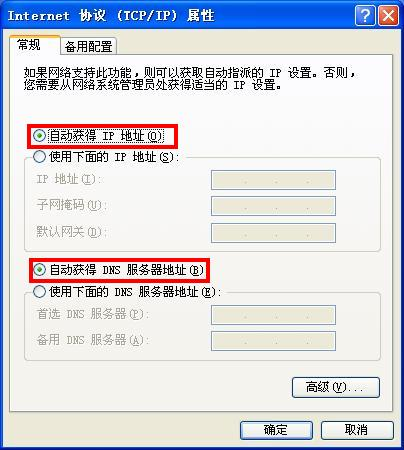 Internet 协议 (TCP/IP) 属性
常规 备用配置
如果网络支持此功能，则可以获取自动指派的 IP 设置。否则，
您需要从网络系统管理员处获得适当的 IP 设置。
自动获得 IP 地址(O)
使用下面的 IP 地址(S):
IP 地址(I):
子网掩码(U):
默认网关(D):
自动获得 DNS 服务器地址(B)
使用下面的 DNS 服务器地址(E):
首选 DNS 服务器(P):
备用 DNS 服务器(A):
高级(V)...
确定 取消